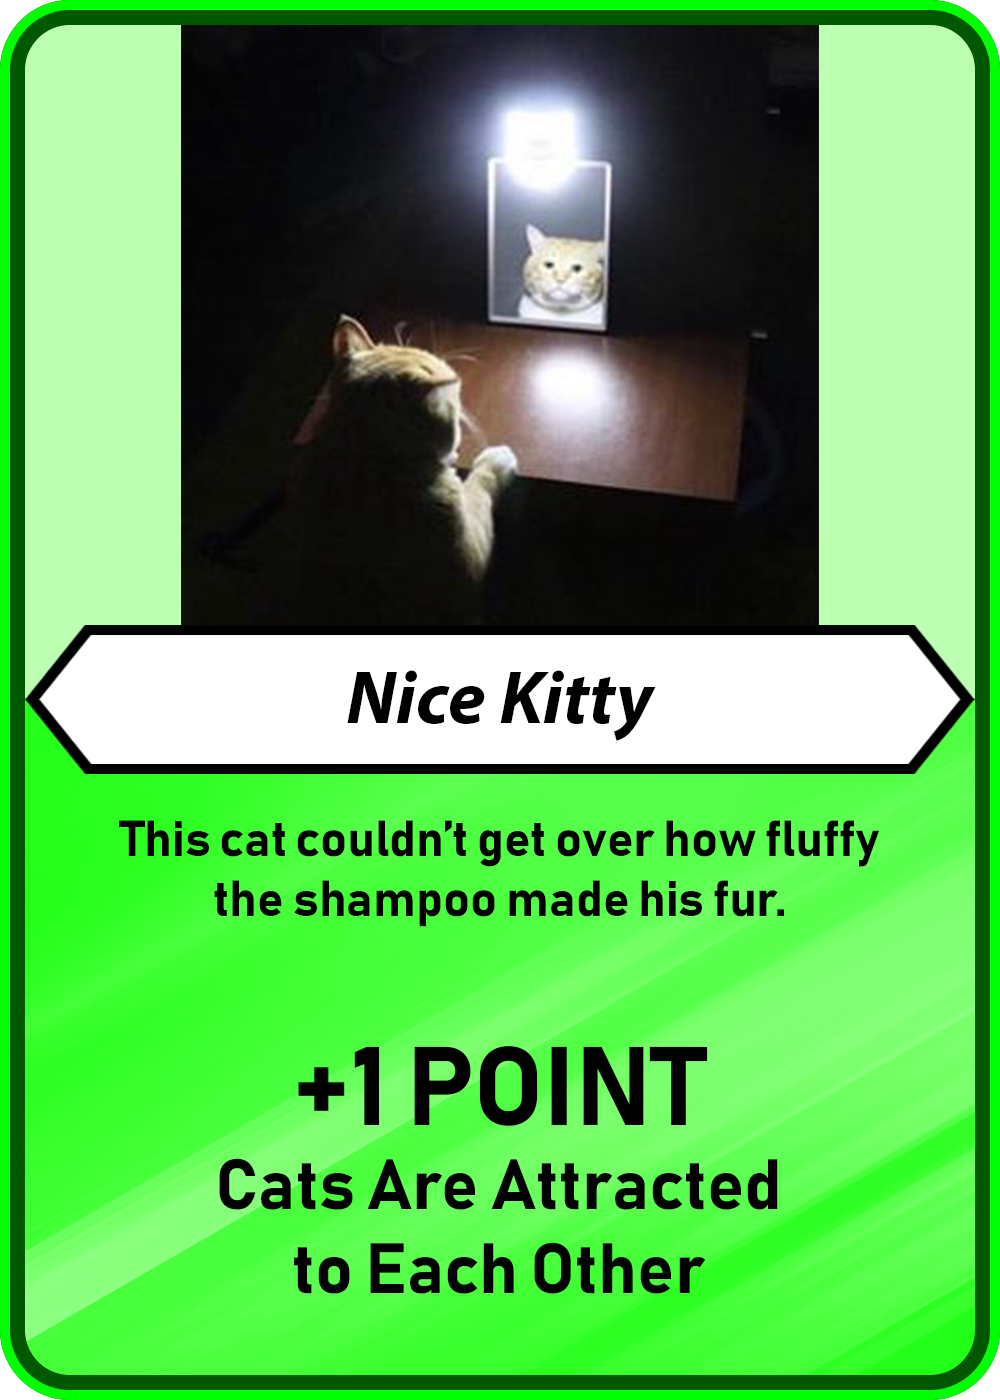 Nice Kitty
This cat couldn’t get over how fluffy
the shampoo made his fur.
+1 POINT
Cats Are Attracted
to Each Other